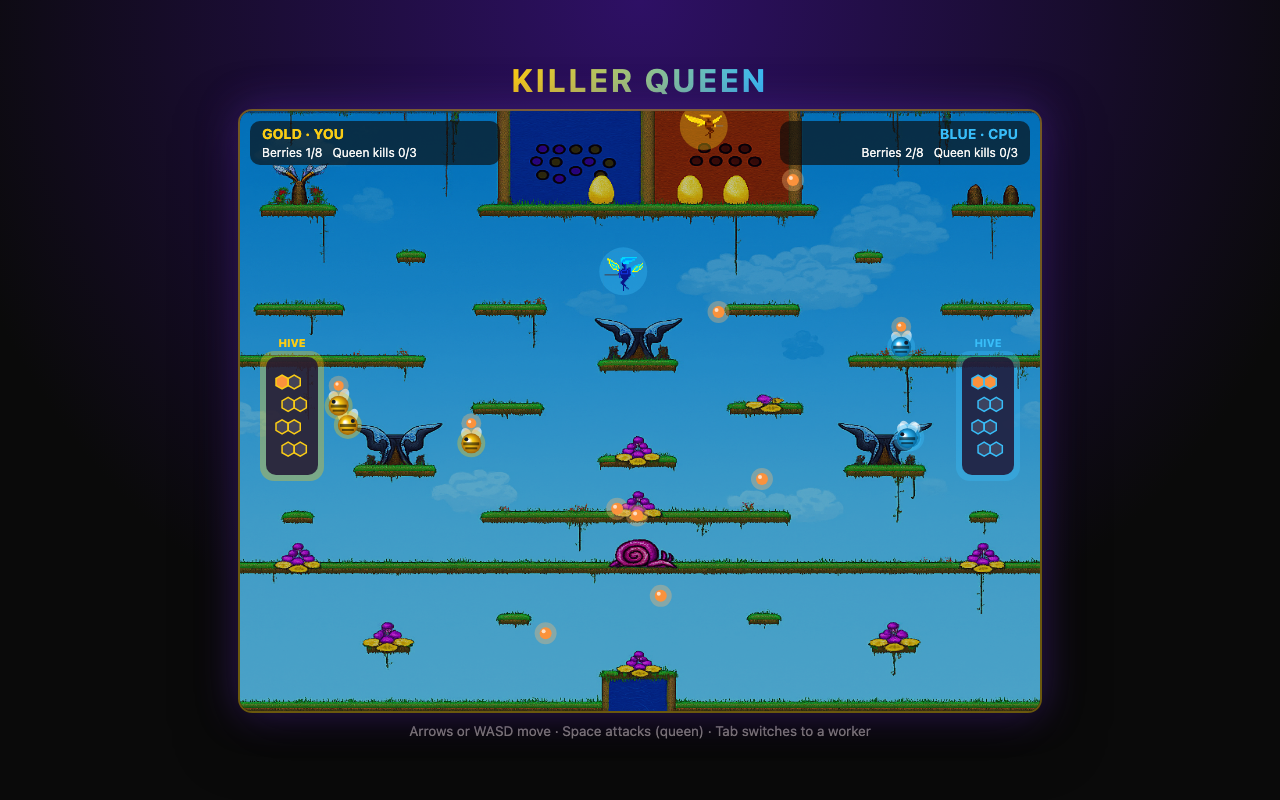 KILLER QUEEN
GOLD · YOU
Berries 1/8 Queen kills 0/3
BLUE · CPU
Berries 2/8 Queen kills 0/3
HIVE
HIVE
Arrows or WASD move · Space attacks (queen) · Tab switches to a worker